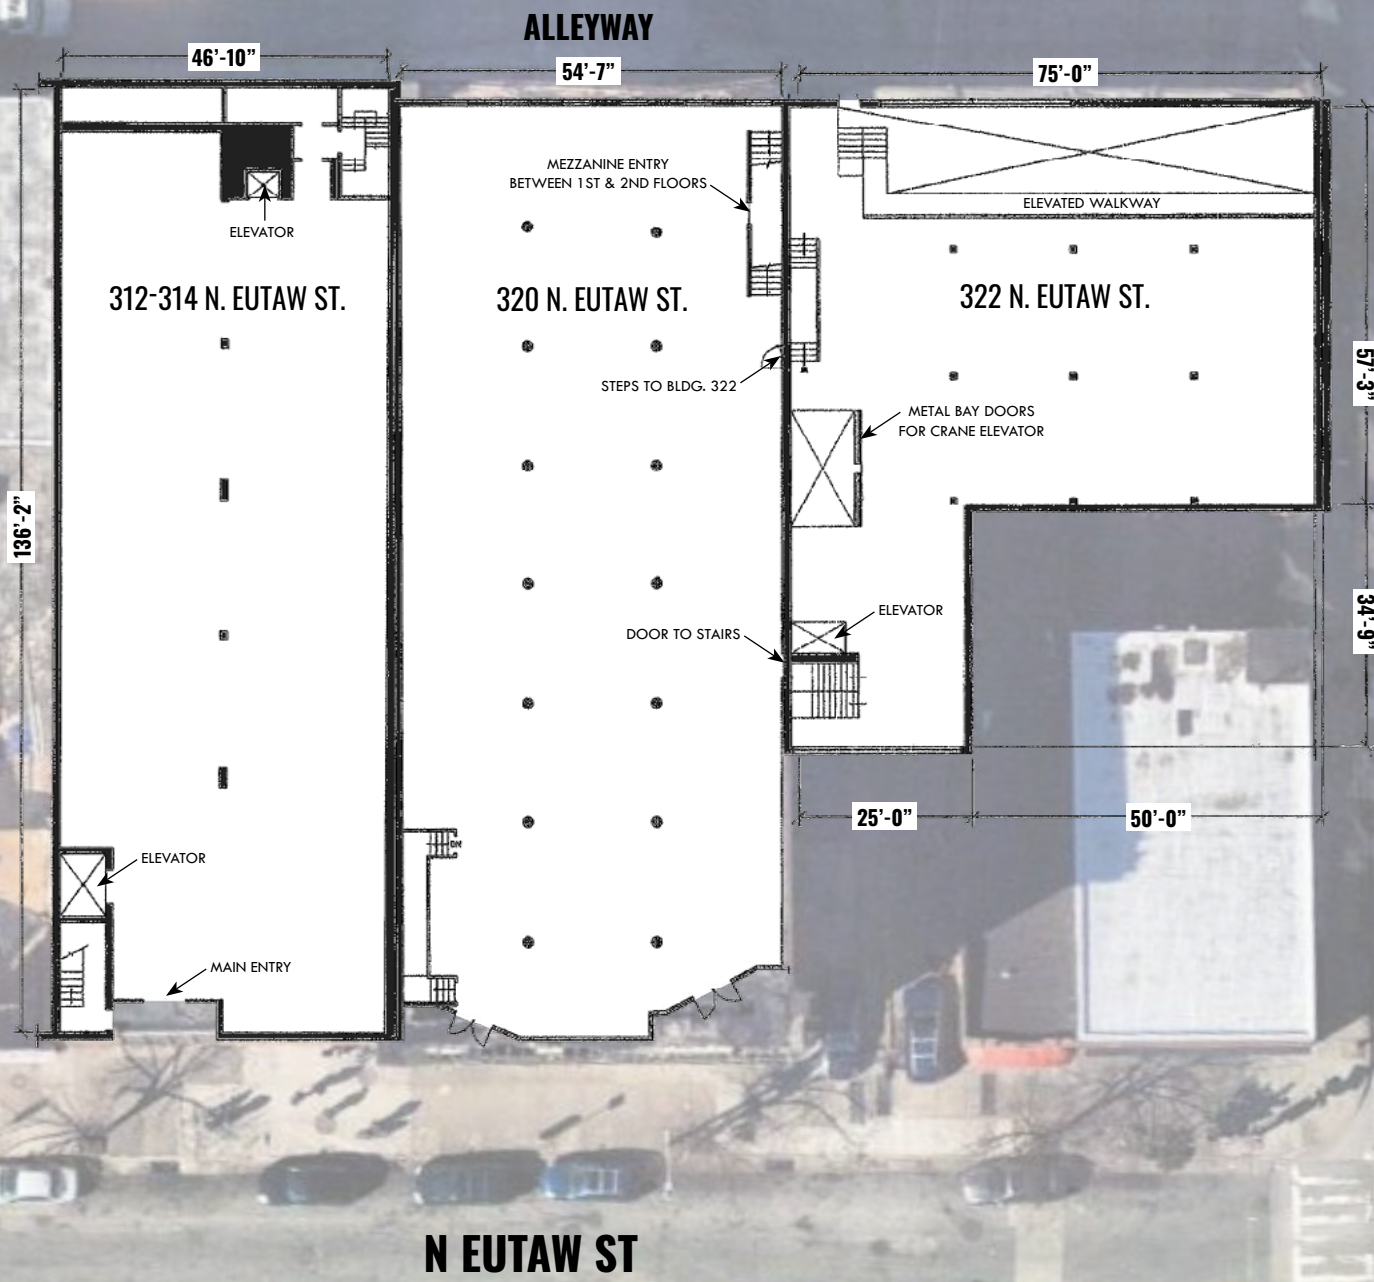 ALLEYWAY
46’-10”
54’-7”
75’-0”
MEZZANINE ENTRY
BETWEEN 1ST & 2ND FLOORS
ELEVATED WALKWAY
ELEVATOR
312-314 N. EUTAW ST.
320 N. EUTAW ST.
322 N. EUTAW ST.
57’-3”
STEPS TO BLDG. 322
METAL BAY DOORS
FOR CRANE ELEVATOR
136’-2”
ELEVATOR
34’-9”
DOOR TO STAIRS
25’-0”
50’-0”
DN
ELEVATOR
MAIN ENTRY
N EUTAW ST